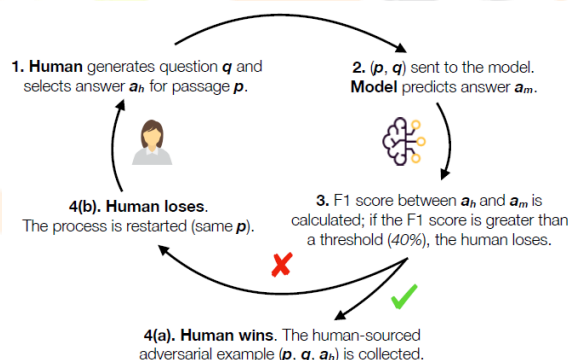 1. Human generates question q and
selects answer aₕ for passage p.
2. (p, q) sent to the model.
Model predicts answer aₘ.
3. F1 score between aₕ and aₘ is
calculated; if the F1 score is greater than
a threshold (40%), the human loses.
4(b). Human loses.
The process is restarted (same p).
4(a). Human wins. The human-sourced
adversarial example (p, q, aₕ) is collected.